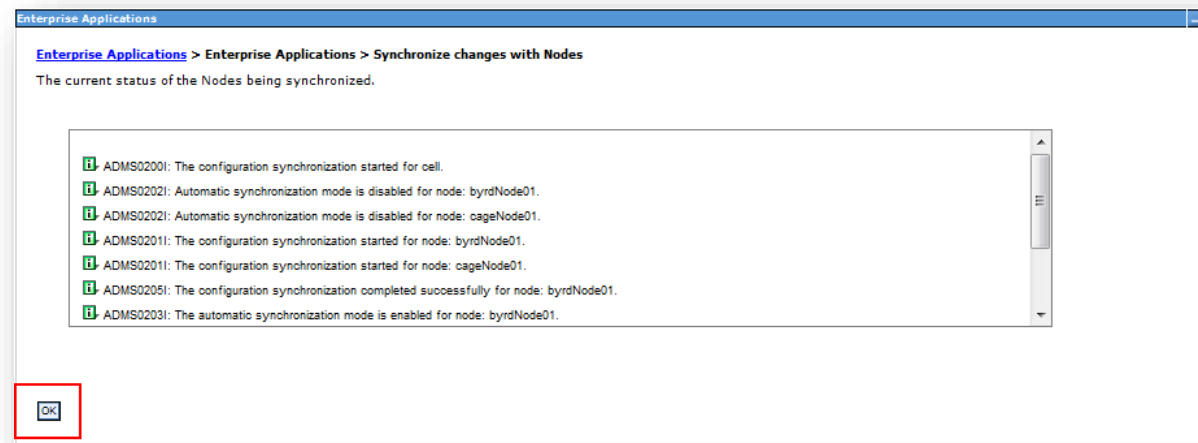 Enterprise Applications
Enterprise Applications > Enterprise Applications > Synchronize changes with Nodes
The current status of the Nodes being synchronized.
ADMS0200I: The configuration synchronization started for cell.
ADMS0202I: Automatic synchronization mode is disabled for node: byrdNode01.
ADMS0202I: Automatic synchronization mode is disabled for node: cageNode01.
ADMS0201I: The configuration synchronization started for node: byrdNode01.
ADMS0201I: The configuration synchronization started for node: cageNode01.
ADMS0205I: The configuration synchronization completed successfully for node: byrdNode01.
ADMS0203I: The automatic synchronization mode is enabled for node: byrdNode01.
OK